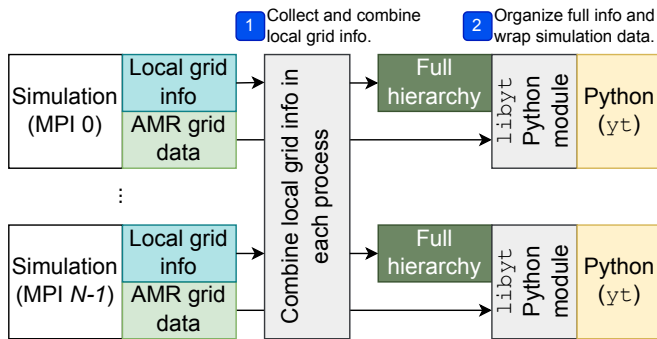 1 Collect and combine
local grid info.
2 Organize full info and
wrap simulation data.
Simulation
(MPI 0)
Local grid
info
AMR grid
data
Combine local grid info in
each process
Full
hierarchy
libyt
Python
module
Python
(yt)
...
Simulation
(MPI N-1)
Local grid
info
AMR grid
data
Full
hierarchy
libyt
Python
module
Python
(yt)